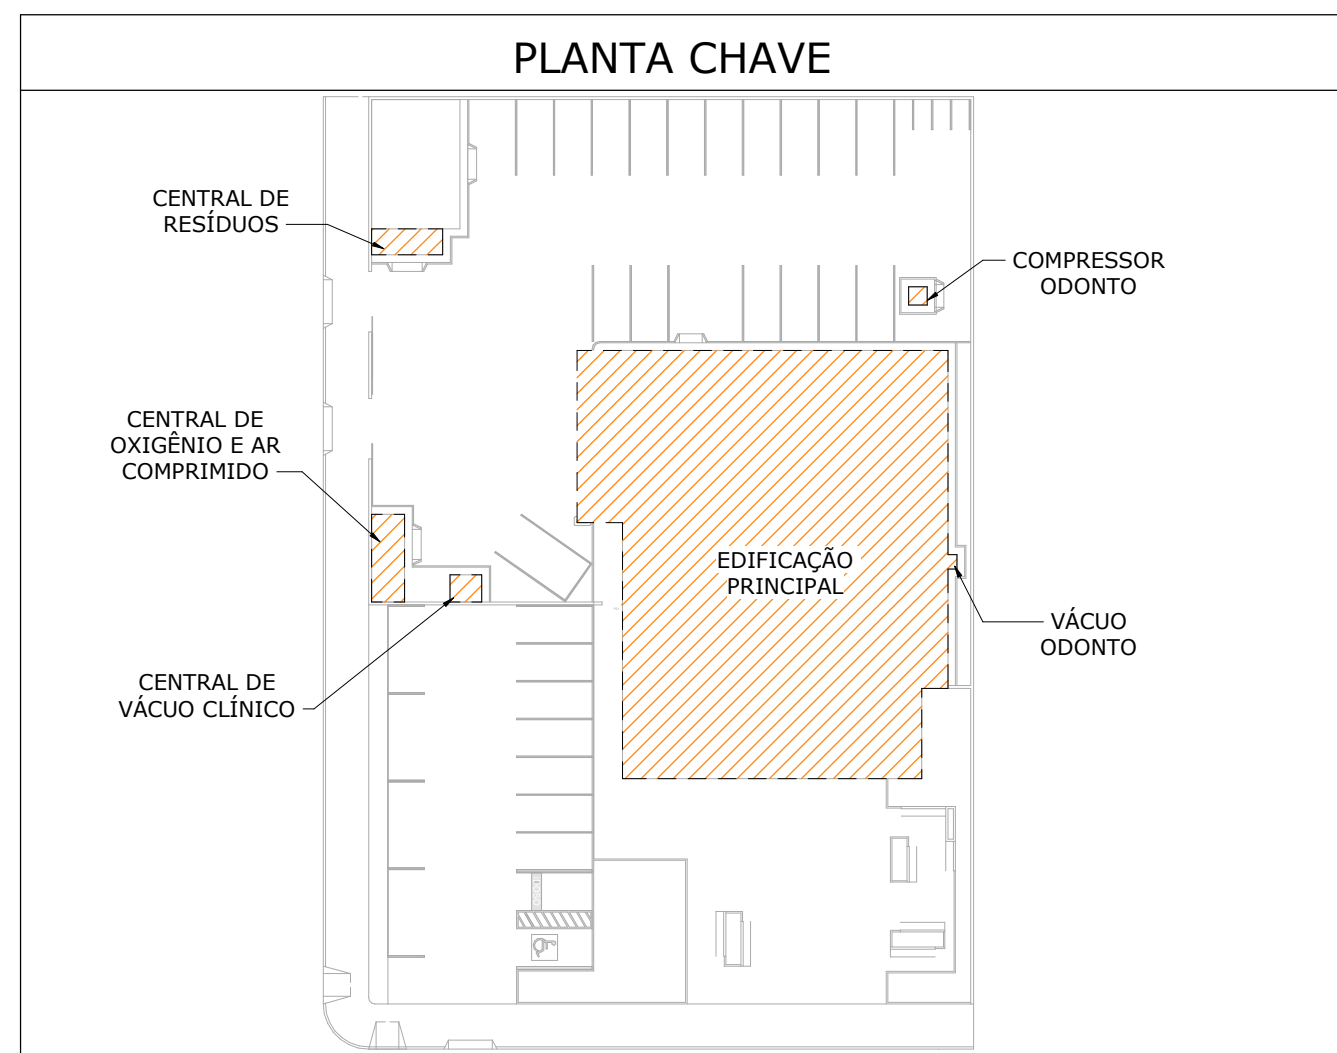 PLANTA CHAVE
CENTRAL DE
RESÍDUOS
COMPRESSOR
ODONTO
CENTRAL DE
OXIGÊNIO E AR
COMPRIMIDO
EDIFICAÇÃO
PRINCIPAL
VÁCUO
ODONTO
CENTRAL DE
VÁCUO CLÍNICO